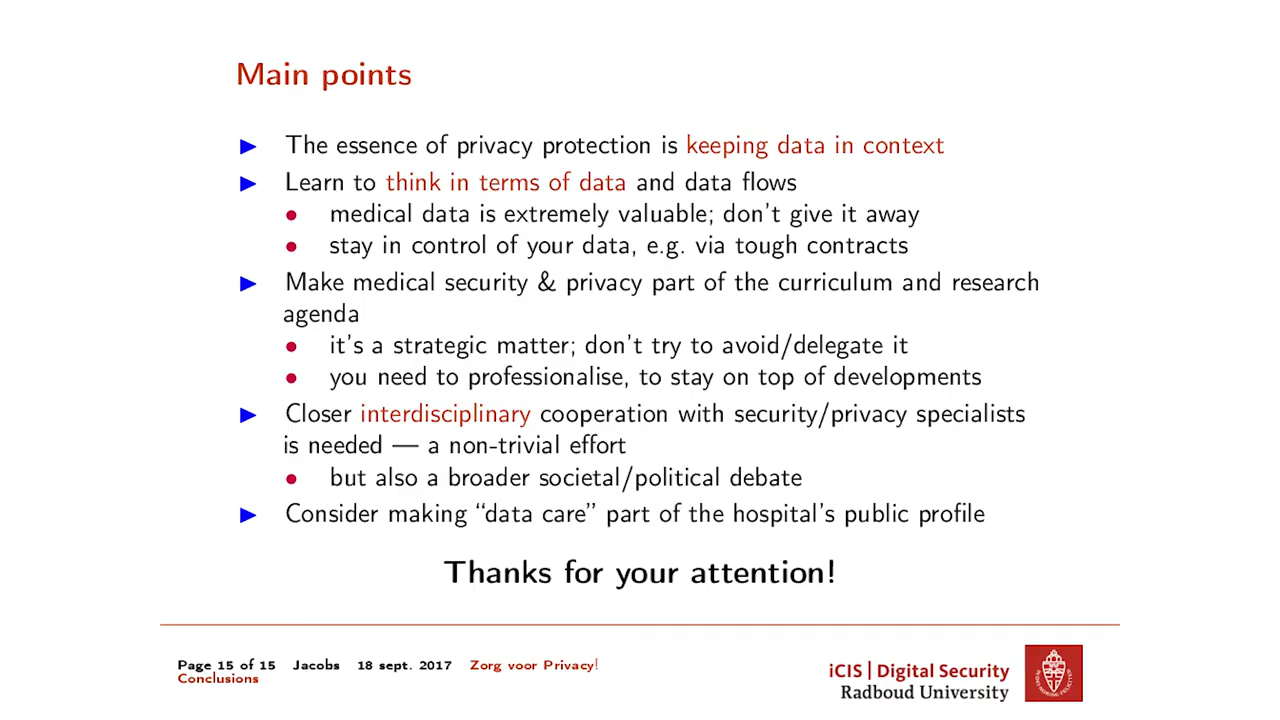 Main points
The essence of privacy protection is keeping data in context
Learn to think in terms of data and data flows
medical data is extremely valuable; don't give it away
stay in control of your data, e.g. via tough contracts
Make medical security & privacy part of the curriculum and research
agenda
it's a strategic matter; don't try to avoid/delegate it
you need to professionalise, to stay on top of developments
Closer interdisciplinary cooperation with security/privacy specialists
is needed — a non-trivial effort
but also a broader societal/political debate
Consider making “data care” part of the hospital's public profile
Thanks for your attention!
Page 15 of 15 Jacobs 18 sept. 2017 Zorg voor Privacy!
Conclusions
iCIS | Digital Security
Radboud University